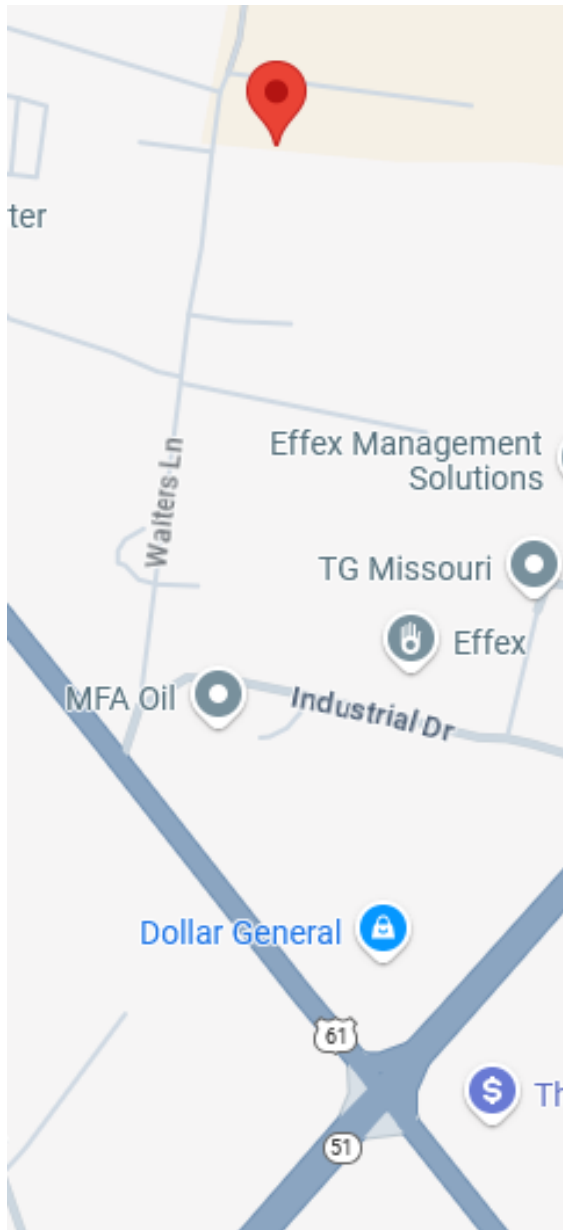 ter
Effex Management
Solutions
Walters Ln
TG Missouri
Effex
MFA Oil
Industrial Dr
Dollar General
61
Th
51